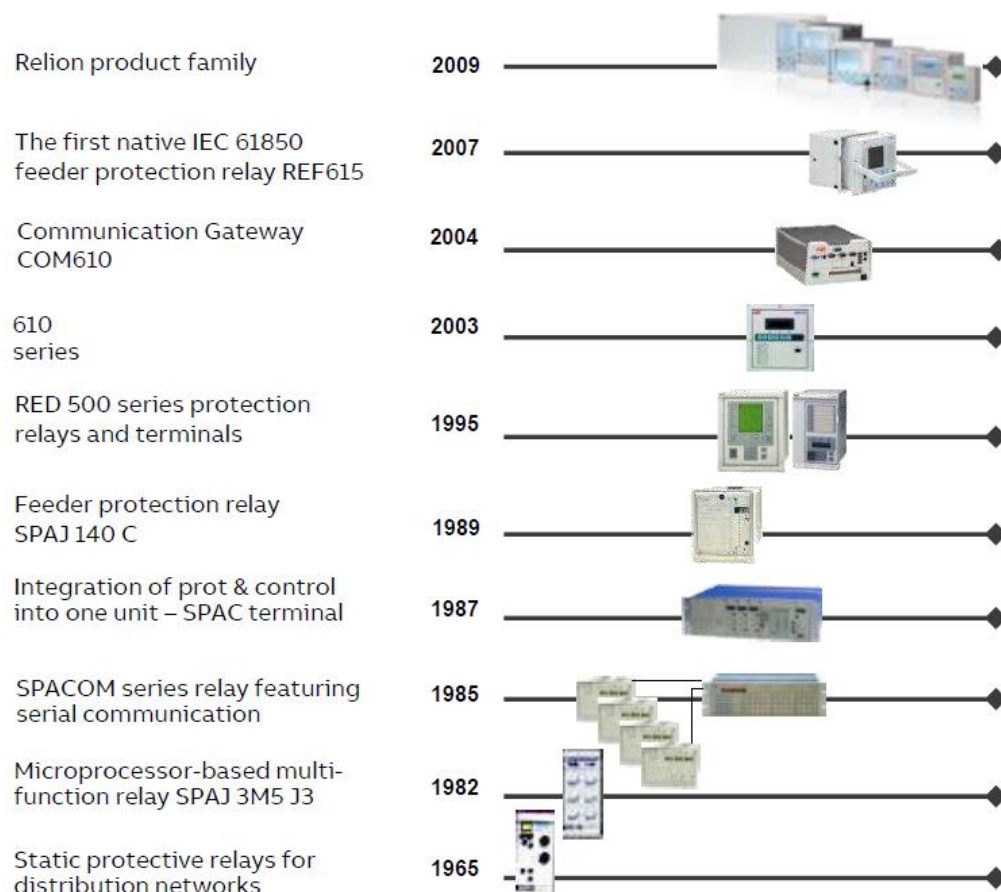 Relion product family
2009
The first native IEC 61850
feeder protection relay REF615
2007
Communication Gateway
COM610
2004
610
series
2003
RED 500 series protection
relays and terminals
1995
Feeder protection relay
SPAJ 140 C
1989
Integration of prot & control
into one unit – SPAC terminal
1987
SPACOM series relay featuring
serial communication
1985
Microprocessor-based multi-
function relay SPAJ 3M5 J3
1982
Static protective relays for
distribution networks
1965